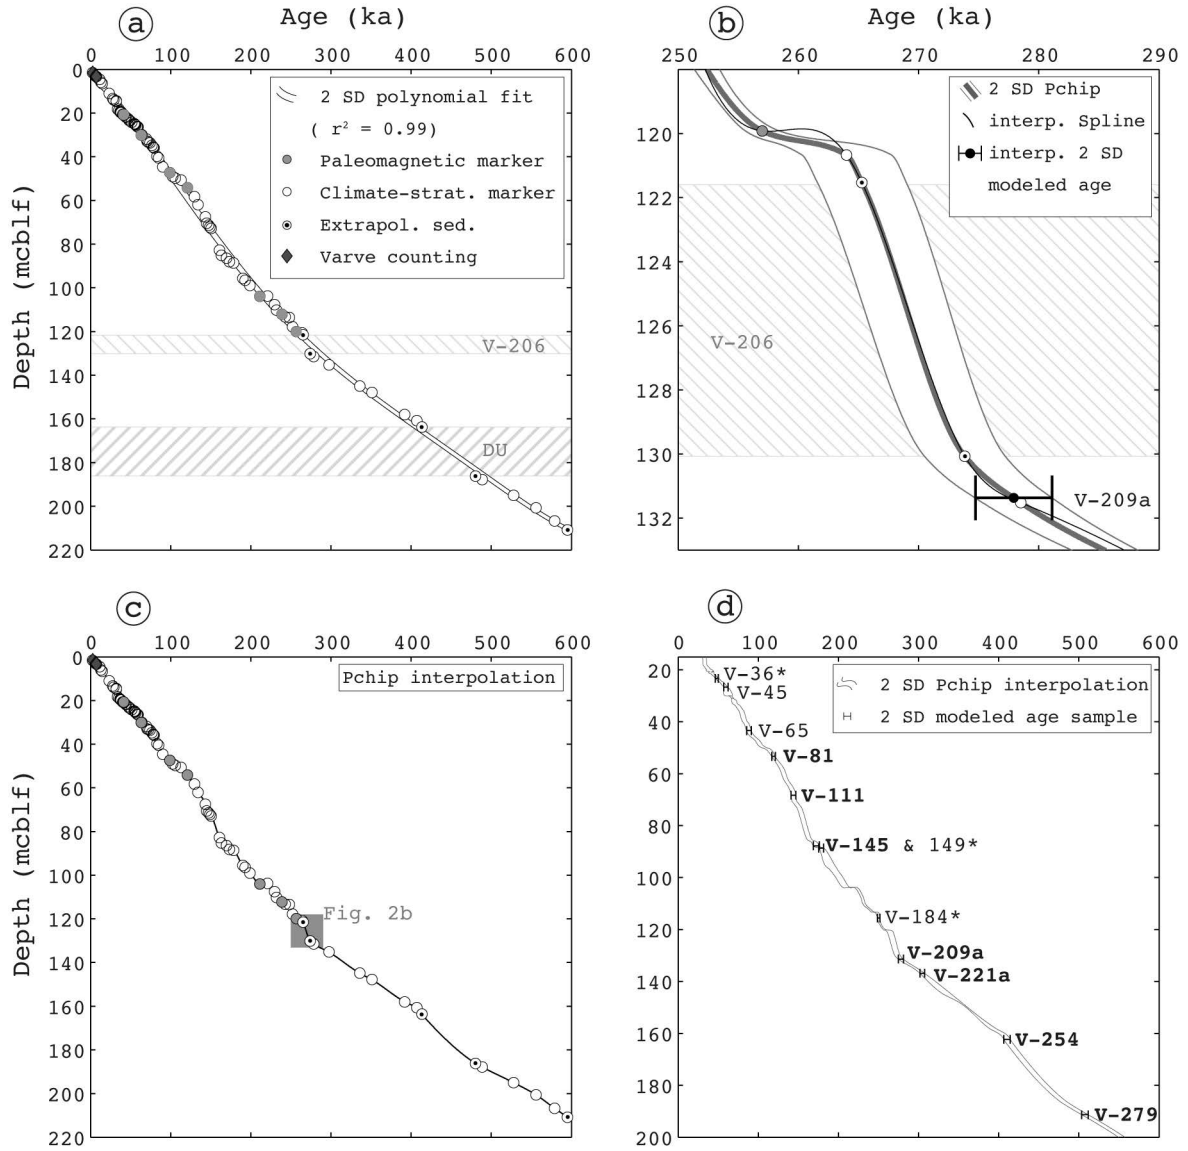 a
Age (ka)
0 100 200 300 400 500 600
Depth (mcblf)
0
20
40
60
80
100
120
140
160
180
200
220
2 SD polynomial fit
( r² = 0.99)
Paleomagnetic marker
Climate-strat. marker
Extrapol. sed.
Varve counting
V-206
DU
b
Age (ka)
250 260 270 280 290
120
122
124
126
128
130
132
2 SD Pchip
interp. Spline
interp. 2 SD
modeled age
V-206
V-209a
c
0 100 200 300 400 500 600
Depth (mcblf)
0
20
40
60
80
100
120
140
160
180
200
220
Pchip interpolation
Fig. 2b
d
0 100 200 300 400 500 600
20
40
60
80
100
120
140
160
180
200
2 SD Pchip interpolation
2 SD modeled age sample
V-36*
V-45
V-65
V-81
V-111
V-145 & 149*
V-184*
V-209a
V-221a
V-254
V-279